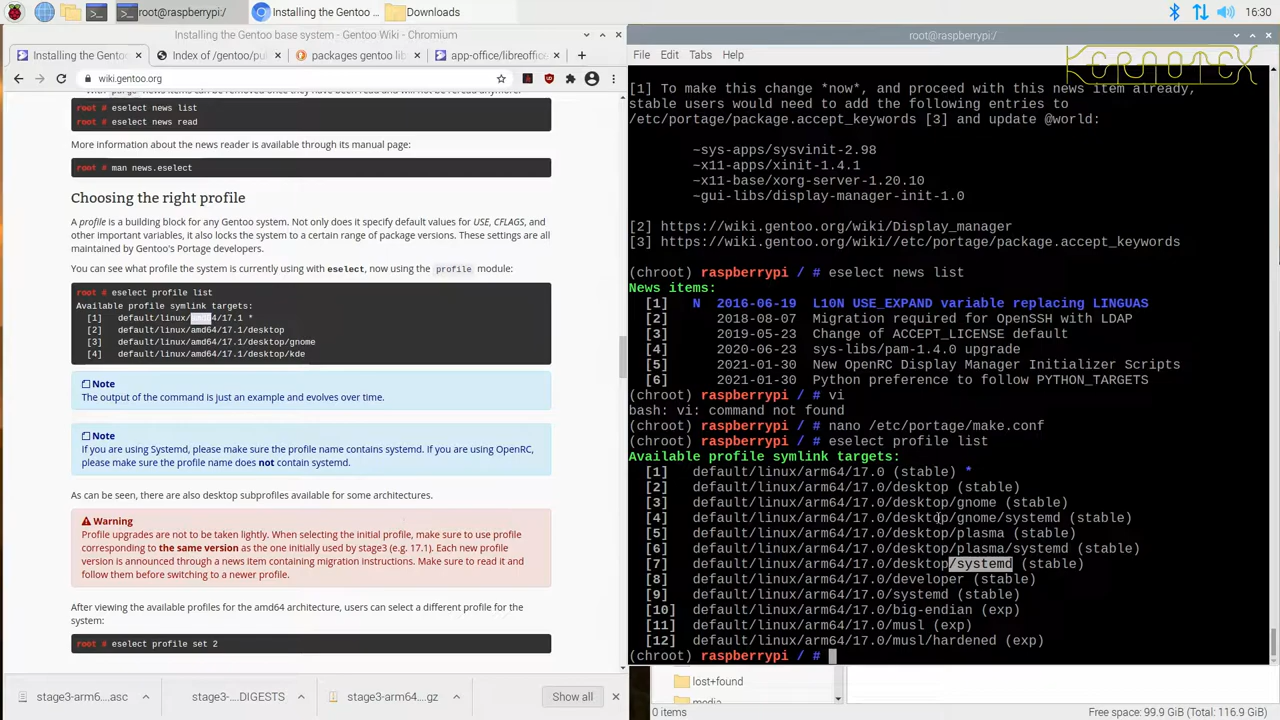 root@raspberrypi:/
Installing the Gentoo ...
Downloads
16:30
Installing the Gentoo base system - Gentoo Wiki - Chromium
Installing the Gentoo
Index of /gentoo/pu
packages gentoo lib
app-office/libreoffice
wiki.gentoo.org
root # eselect news list
root # eselect news read
More information about the news reader is available through its manual page:
root # man news.eselect
Choosing the right profile
A profile is a building block for any Gentoo system. Not only does it specify default values for USE, CFLAGS, and
other important variables, it also locks the system to a certain range of package versions. These settings are all
maintained by Gentoo's Portage developers.
You can see what profile the system is currently using with eselect, now using the profile module:
root # eselect profile list
Available profile symlink targets:
[1] default/linux/amd64/17.1 *
[2] default/linux/amd64/17.1/desktop
[3] default/linux/amd64/17.1/desktop/gnome
[4] default/linux/amd64/17.1/desktop/kde
Note
The output of the command is just an example and evolves over time.
Note
If you are using Systemd, please make sure the profile name contains systemd. If you are using OpenRC,
please make sure the profile name does not contain systemd.
As can be seen, there are also desktop subprofiles available for some architectures.
Warning
Profile upgrades are not to be taken lightly. When selecting the initial profile, make sure to use profile
corresponding to the same version as the one initially used by stage3 (e.g. 17.1). Each new profile
version is announced through a news item containing migration instructions. Make sure to read it and
follow them before switching to a newer profile.
After viewing the available profiles for the amd64 architecture, users can select a different profile for the
system:
root # eselect profile set 2
stage3-arm6....asc
stage3-....DIGESTS
stage3-arm64....gz
Show all
root@raspberrypi:/
File Edit Tabs Help
KERNOTEX
[1] To make this change *now*, and proceed with this news item already,
stable users would need to add the following entries to
/etc/portage/package.accept_keywords [3] and update @world:
~sys-apps/sysvinit-2.98
~x11-apps/xinit-1.4.1
~x11-base/xorg-server-1.20.10
~gui-libs/display-manager-init-1.0
[2] https://wiki.gentoo.org/wiki/Display_manager
[3] https://wiki.gentoo.org/wiki//etc/portage/package.accept_keywords
(chroot) raspberrypi / # eselect news list
News items:
[1] N 2016-06-19 L10N USE_EXPAND variable replacing LINGUAS
[2] 2018-08-07 Migration required for OpenSSH with LDAP
[3] 2019-05-23 Change of ACCEPT_LICENSE default
[4] 2020-06-23 sys-libs/pam-1.4.0 upgrade
[5] 2021-01-30 New OpenRC Display Manager Initializer Scripts
[6] 2021-01-30 Python preference to follow PYTHON_TARGETS
(chroot) raspberrypi / # vi
bash: vi: command not found
(chroot) raspberrypi / # nano /etc/portage/make.conf
(chroot) raspberrypi / # eselect profile list
Available profile symlink targets:
[1] default/linux/arm64/17.0 (stable) *
[2] default/linux/arm64/17.0/desktop (stable)
[3] default/linux/arm64/17.0/desktop/gnome (stable)
[4] default/linux/arm64/17.0/desktop/gnome/systemd (stable)
[5] default/linux/arm64/17.0/desktop/plasma (stable)
[6] default/linux/arm64/17.0/desktop/plasma/systemd (stable)
[7] default/linux/arm64/17.0/desktop/systemd (stable)
[8] default/linux/arm64/17.0/developer (stable)
[9] default/linux/arm64/17.0/systemd (stable)
[10] default/linux/arm64/17.0/big-endian (exp)
[11] default/linux/arm64/17.0/musl (exp)
[12] default/linux/arm64/17.0/musl/hardened (exp)
(chroot) raspberrypi / #
lost+found
0 items
Free space: 99.9 GiB (Total: 116.9 GiB)